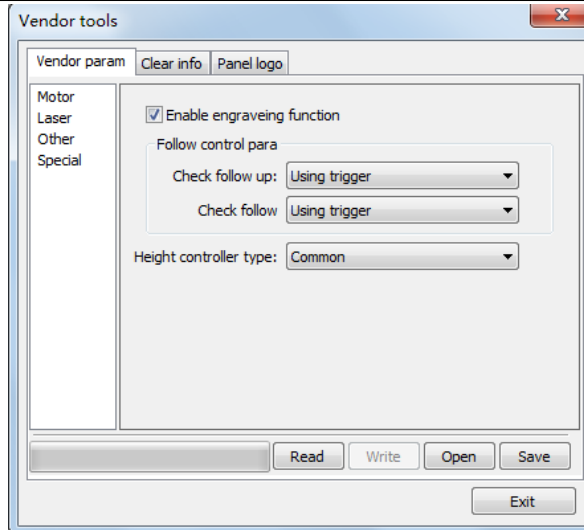 Vendor tools
Vendor param Clear info Panel logo
Motor
Laser
Other
Special
Enable engraveing function
Follow control para
Check follow up: Using trigger
Check follow Using trigger
Height controller type: Common
Read Write Open Save
Exit